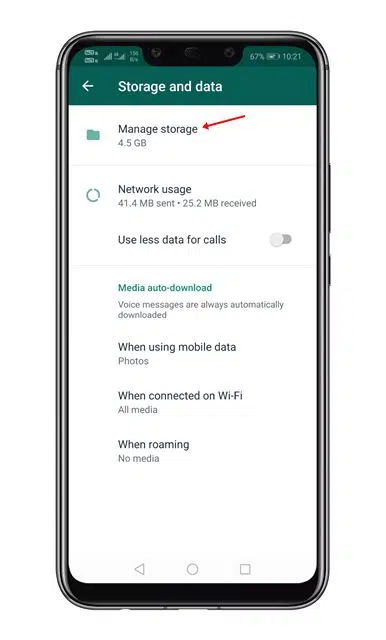 156
B/s
67%
10:21
Storage and data
Manage storage
4.5 GB
Network usage
41.4 MB sent • 25.2 MB received
Use less data for calls
Media auto-download
Voice messages are always automatically
downloaded
When using mobile data
Photos
When connected on Wi-Fi
All media
When roaming
No media